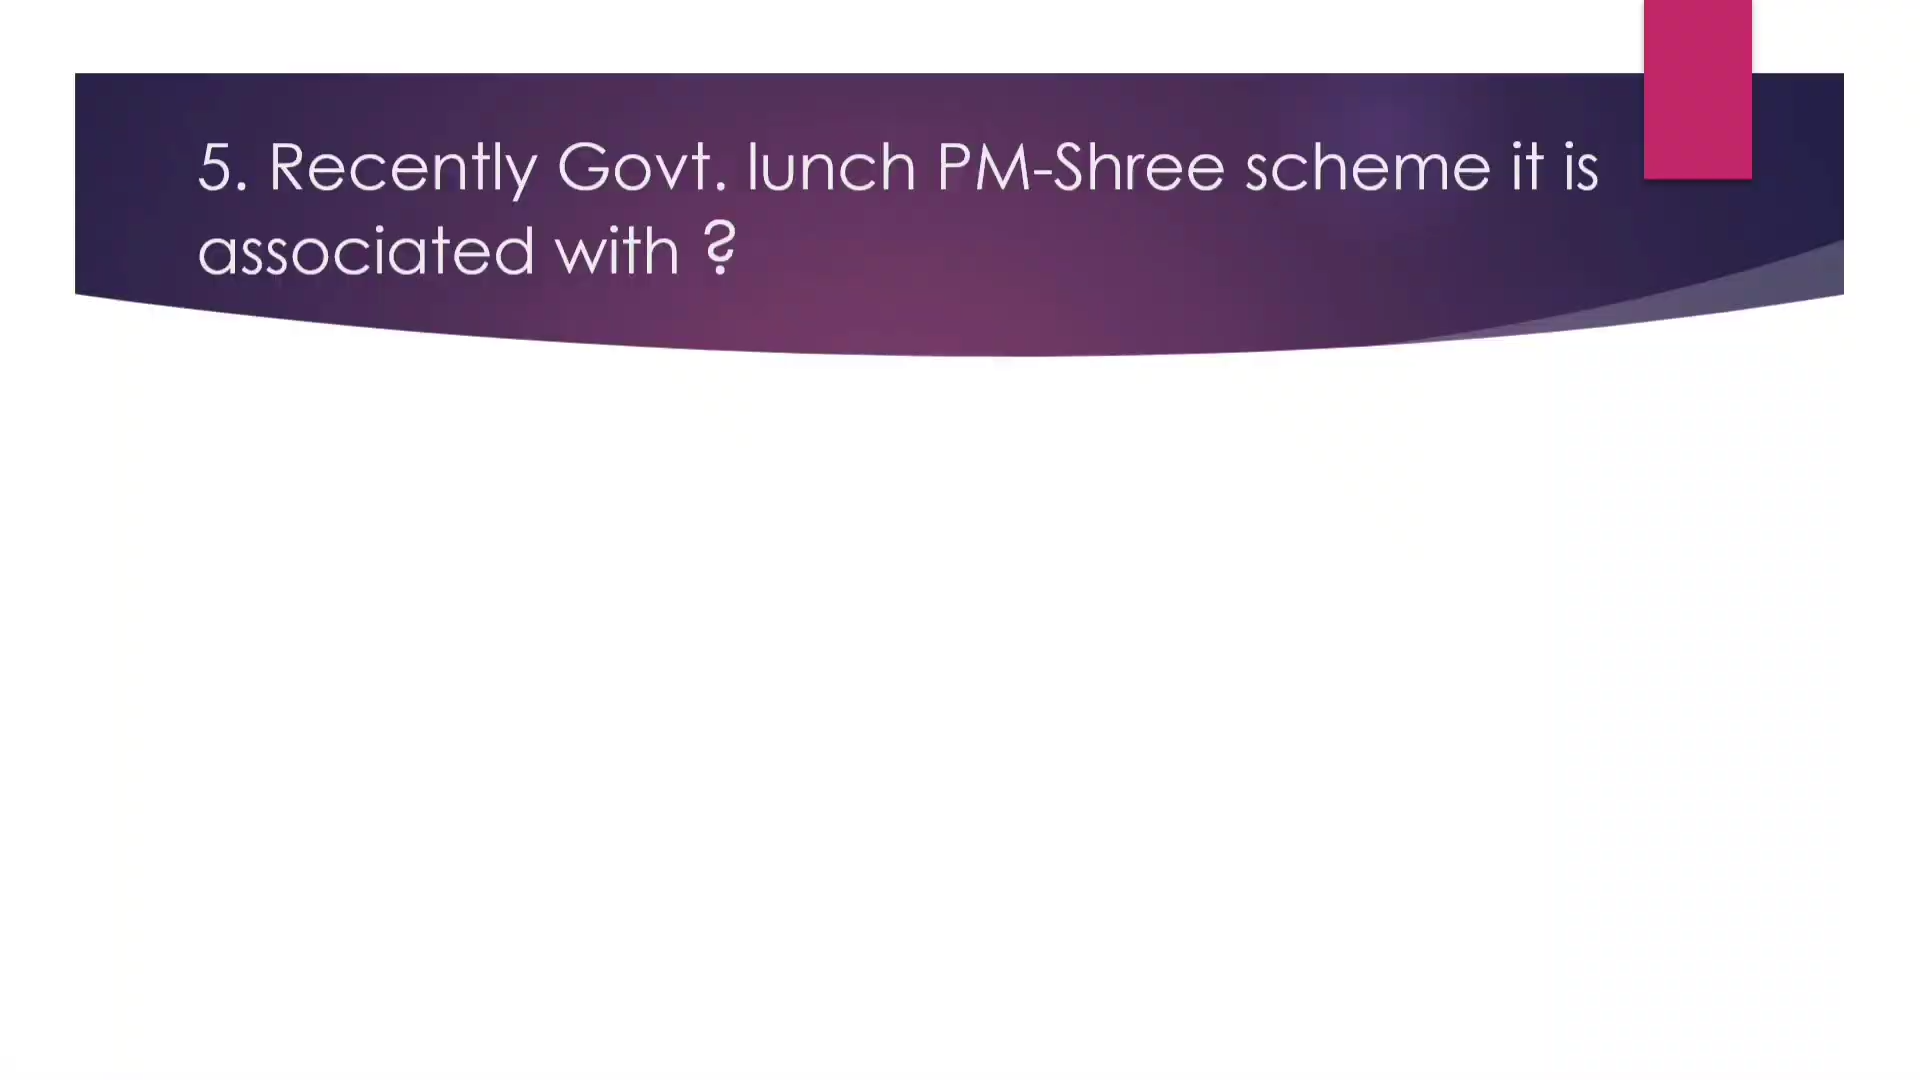 5. Recently Govt. lunch PM-Shree scheme it is
associated with ?